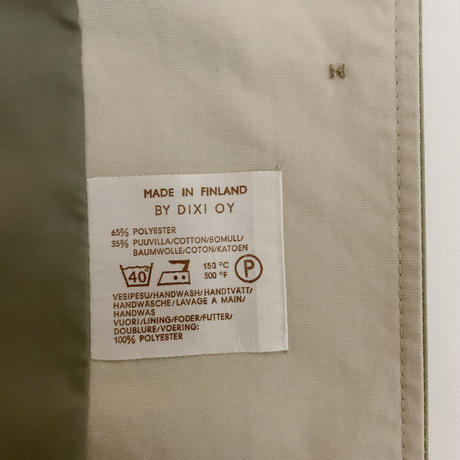 MADE IN FINLAND
BY DIXI OY
65% POLYESTER
35% PUUVILLA/COTTON/BOMULL/
BAUMWOLLE/COTON/KATOEN
40 150 °C P
300 °F
VESIPESU/HANDWASH/HANDTVÄTT/
HANDWÄSCHE/LAVAGE A MAIN/
HANDWAS
VUORI/LINING/FODER/FUTTER/
DOUBLURE/VOERING:
100% POLYESTER